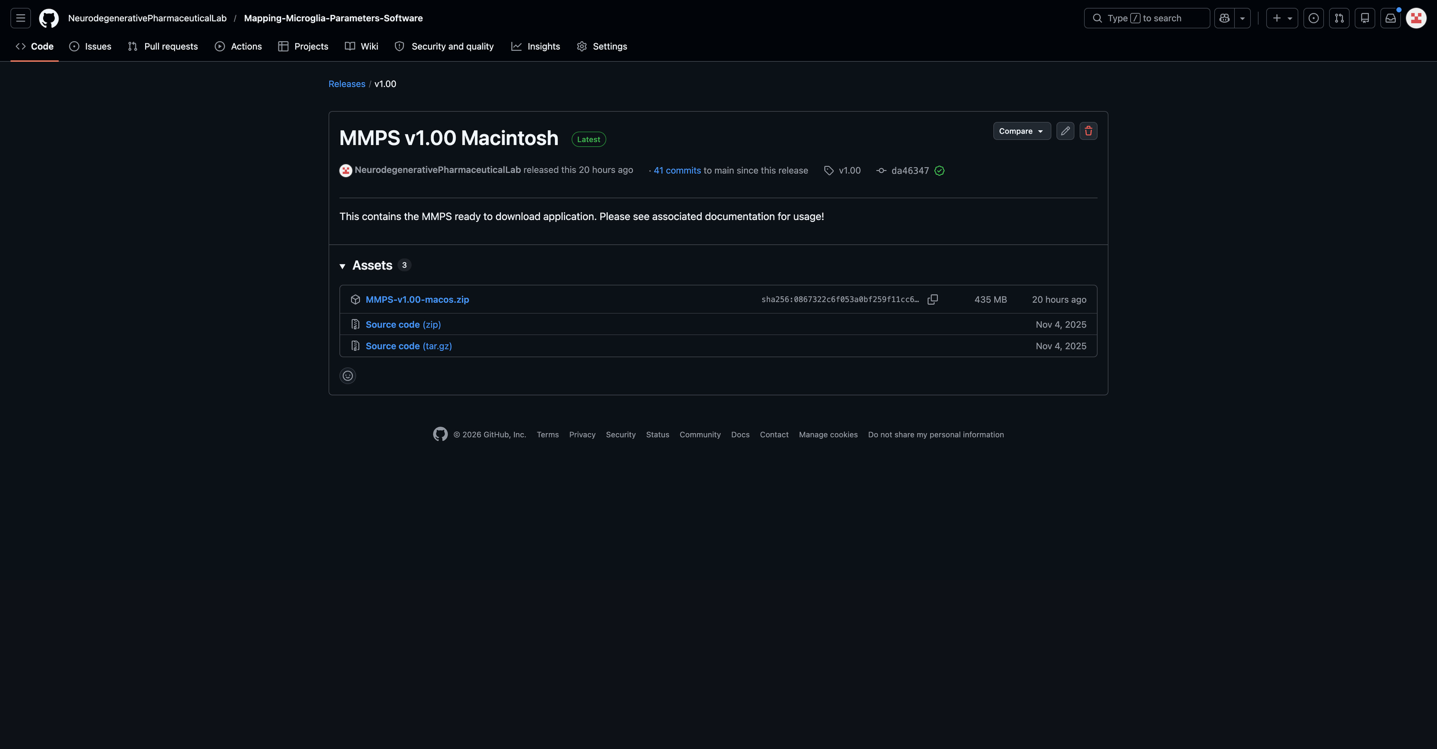 NeurodegenerativePharmaceuticalLab / Mapping-Microglia-Parameters-Software
Type / to search
Code Issues Pull requests Actions Projects Wiki Security and quality Insights Settings
Releases / v1.00
MMPS v1.00 Macintosh Latest
Compare
NeurodegenerativePharmaceuticalLab released this 20 hours ago · 41 commits to main since this release v1.00 da46347
This contains the MMPS ready to download application. Please see associated documentation for usage!
Assets 3
MMPS-v1.00-macos.zip sha256:0867322c6f053a0bf259f11cc6… 435 MB 20 hours ago
Source code (zip) Nov 4, 2025
Source code (tar.gz) Nov 4, 2025
© 2026 GitHub, Inc. Terms Privacy Security Status Community Docs Contact Manage cookies Do not share my personal information